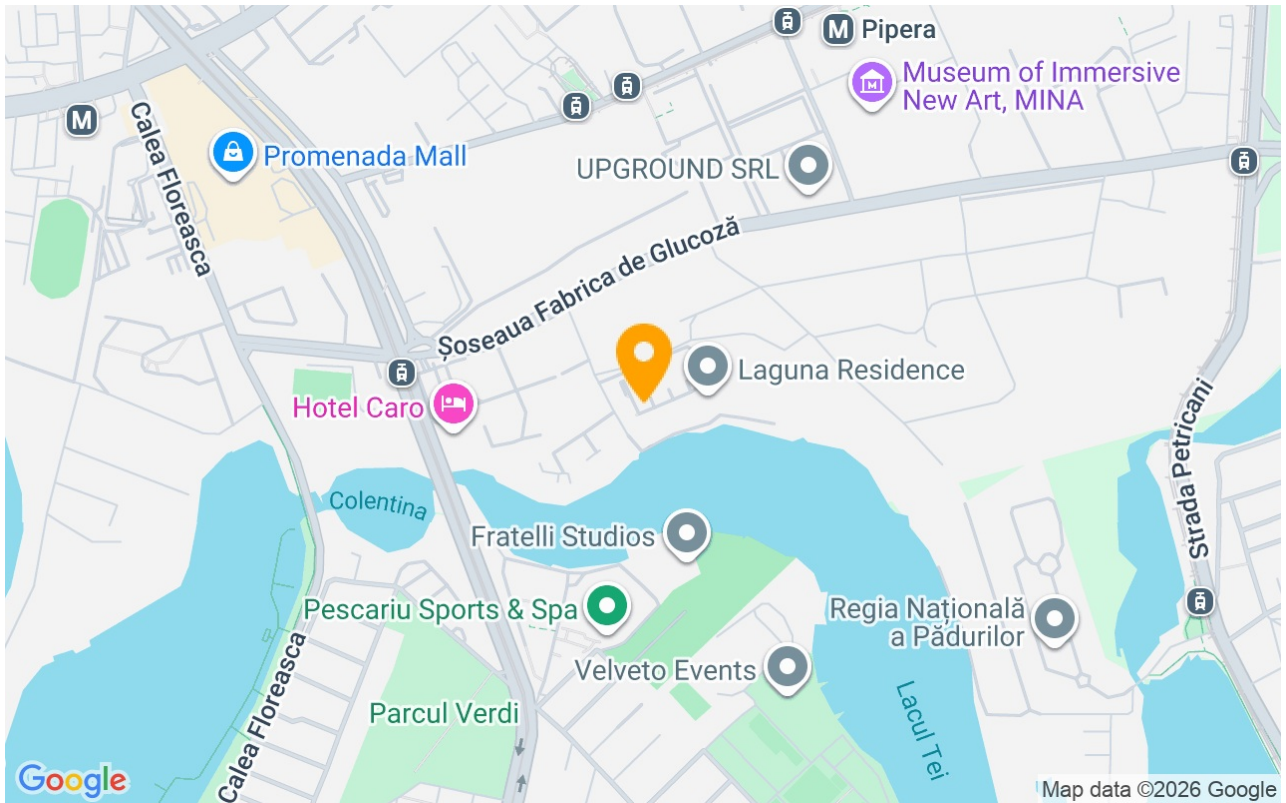 M Pipera
Museum of Immersive
New Art, MINA
M
Calea Floreasca
Promenada Mall
UPGROUND SRL
Șoseaua Fabrica de Glucoză
Laguna Residence
Hotel Caro
Strada Petricani
Colentina
Fratelli Studios
Pescariu Sports & Spa
Regia Națională
a Pădurilor
Velveto Events
Calea Floreasca
Parcul Verdi
Lacul Tei
Google
Map data ©2026 Google